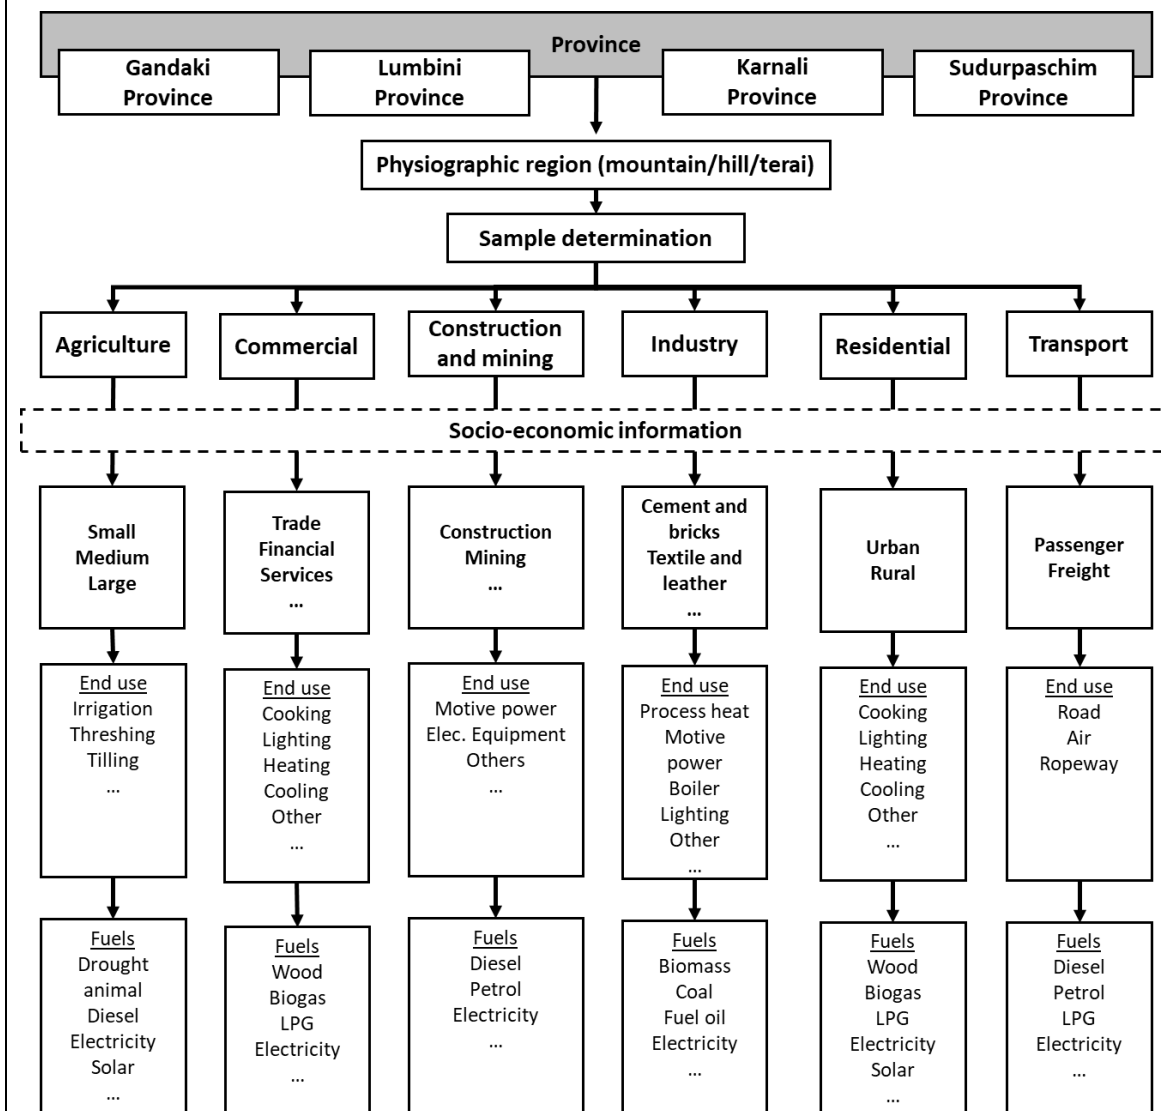 Province
Gandaki
Province
Lumbini
Province
Karnali
Province
Sudurpaschim
Province
Physiographic region (mountain/hill/terai)
Sample determination
Agriculture
Commercial
Construction
and mining
Industry
Residential
Transport
Socio-economic information
Small
Medium
Large
Trade
Financial
Services
...
Construction
Mining
...
Cement and
bricks
Textile and
leather
...
Urban
Rural
Passenger
Freight
End use
Irrigation
Threshing
Tilling
...
End use
Cooking
Lighting
Heating
Cooling
Other
...
End use
Motive power
Elec. Equipment
Others
...
End use
Process heat
Motive
power
Boiler
Lighting
Other
...
End use
Cooking
Lighting
Heating
Cooling
Other
...
End use
Road
Air
Ropeway
Fuels
Drought
animal
Diesel
Electricity
Solar
...
Fuels
Wood
Biogas
LPG
Electricity
...
Fuels
Diesel
Petrol
Electricity
...
Fuels
Biomass
Coal
Fuel oil
Electricity
...
Fuels
Wood
Biogas
LPG
Electricity
Solar
...
Fuels
Diesel
Petrol
LPG
Electricity
...